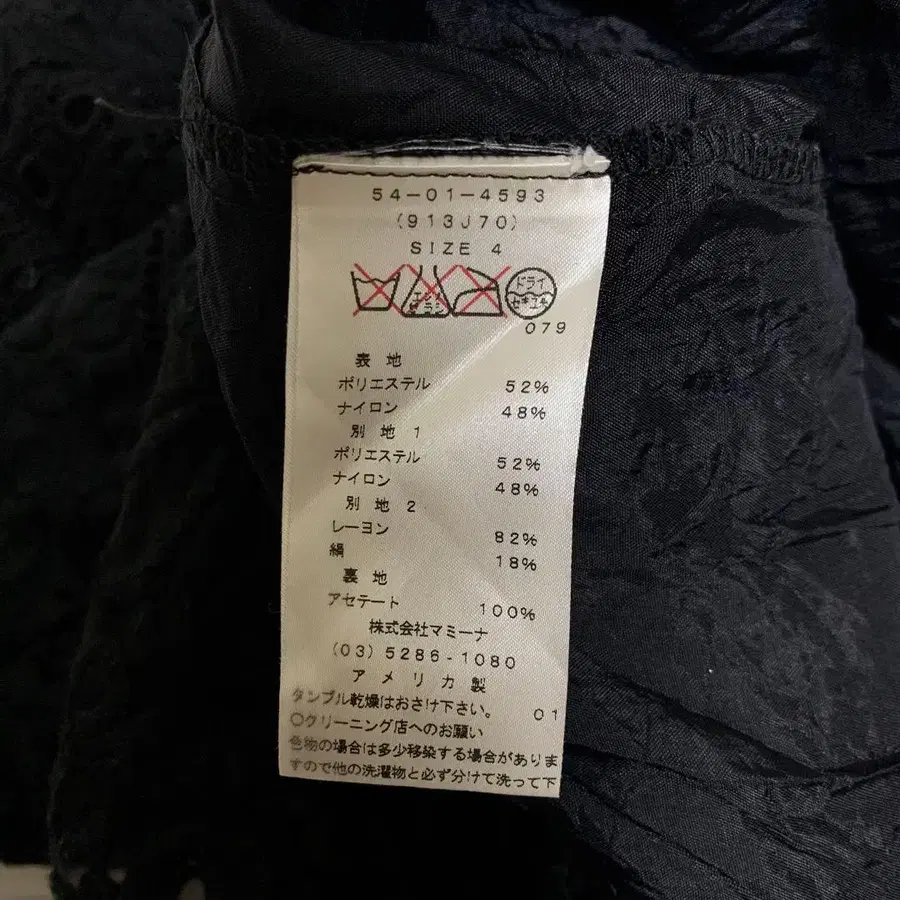 54-01-4593
(913J70)
SIZE 4
ドライ
セキユ系
079
表 地
ポリエステル 52%
ナイロン 48%
別 地 1
ポリエステル 52%
ナイロン 48%
別 地 2
レーヨン 82%
絹 18%
裏 地
アセテート 100%
株式会社マミーナ
(03)5286-1080
アメリカ製
タンブル乾燥はおさけ下さい。 01
○クリーニング店へのお願い
色物の場合は多少移染する場合がありま
すので他の洗濯物と必ず分けて洗って下